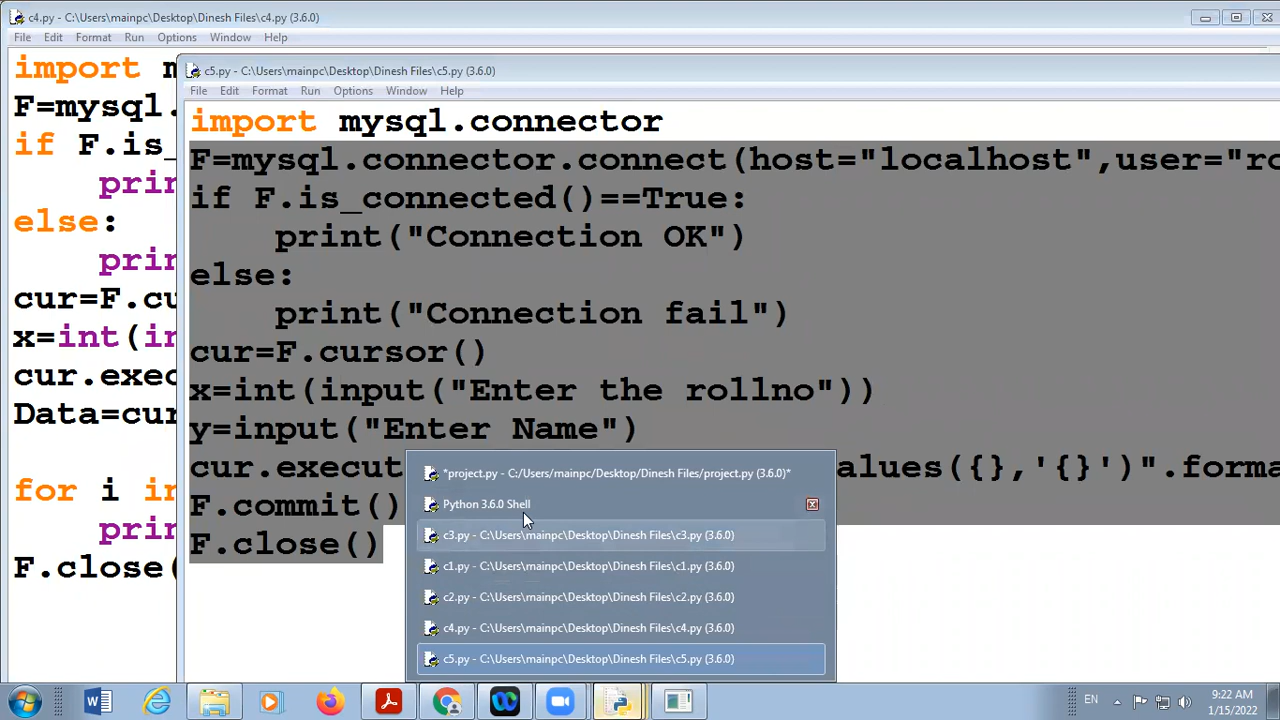 c4.py - C:\Users\mainpc\Desktop\Dinesh Files\c4.py (3.6.0)
File Edit Format Run Options Window Help
import m
F=mysql.
if F.is_
prin
else:
prin
cur=F.cu
x=int(in
cur.exec
Data=cur
for i in
prin
F.close(
c5.py - C:\Users\mainpc\Desktop\Dinesh Files\c5.py (3.6.0)
File Edit Format Run Options Window Help
import mysql.connector
F=mysql.connector.connect(host="localhost",user="ro
if F.is_connected()==True:
print("Connection OK")
else:
print("Connection fail")
cur=F.cursor()
x=int(input("Enter the rollno"))
y=input("Enter Name")
cur.execut alues({},'{}')".forma
F.commit()
F.close()
*project.py - C:/Users/mainpc/Desktop/Dinesh Files/project.py (3.6.0)*
Python 3.6.0 Shell
c3.py - C:\Users\mainpc\Desktop\Dinesh Files\c3.py (3.6.0)
c1.py - C:\Users\mainpc\Desktop\Dinesh Files\c1.py (3.6.0)
c2.py - C:\Users\mainpc\Desktop\Dinesh Files\c2.py (3.6.0)
c4.py - C:\Users\mainpc\Desktop\Dinesh Files\c4.py (3.6.0)
c5.py - C:\Users\mainpc\Desktop\Dinesh Files\c5.py (3.6.0)
EN
9:22 AM
1/15/2022